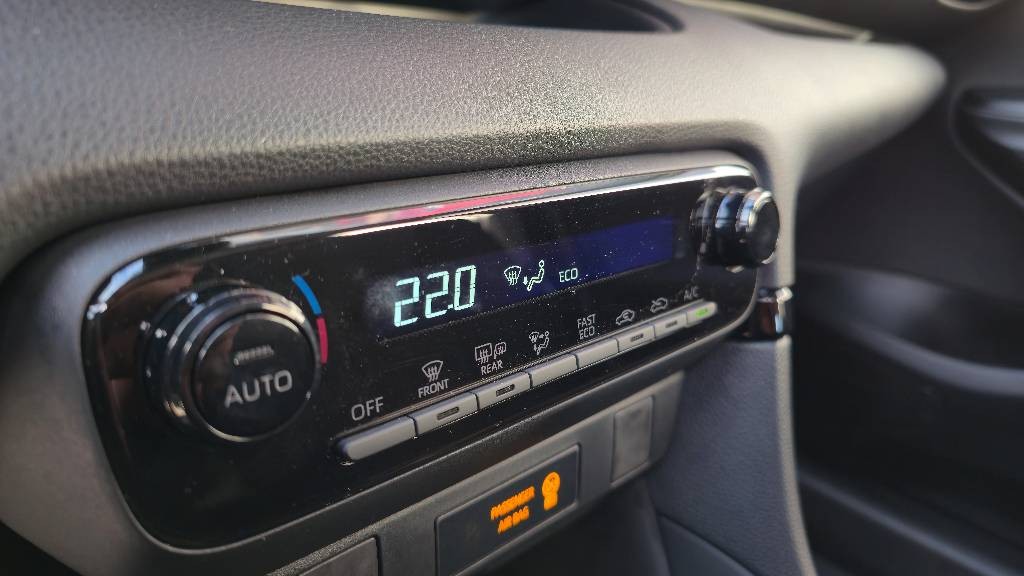 22.0
ECO
AUTO
OFF
FRONT
REAR
FAST
ECO
A/C
PASSENGER
AIR BAG